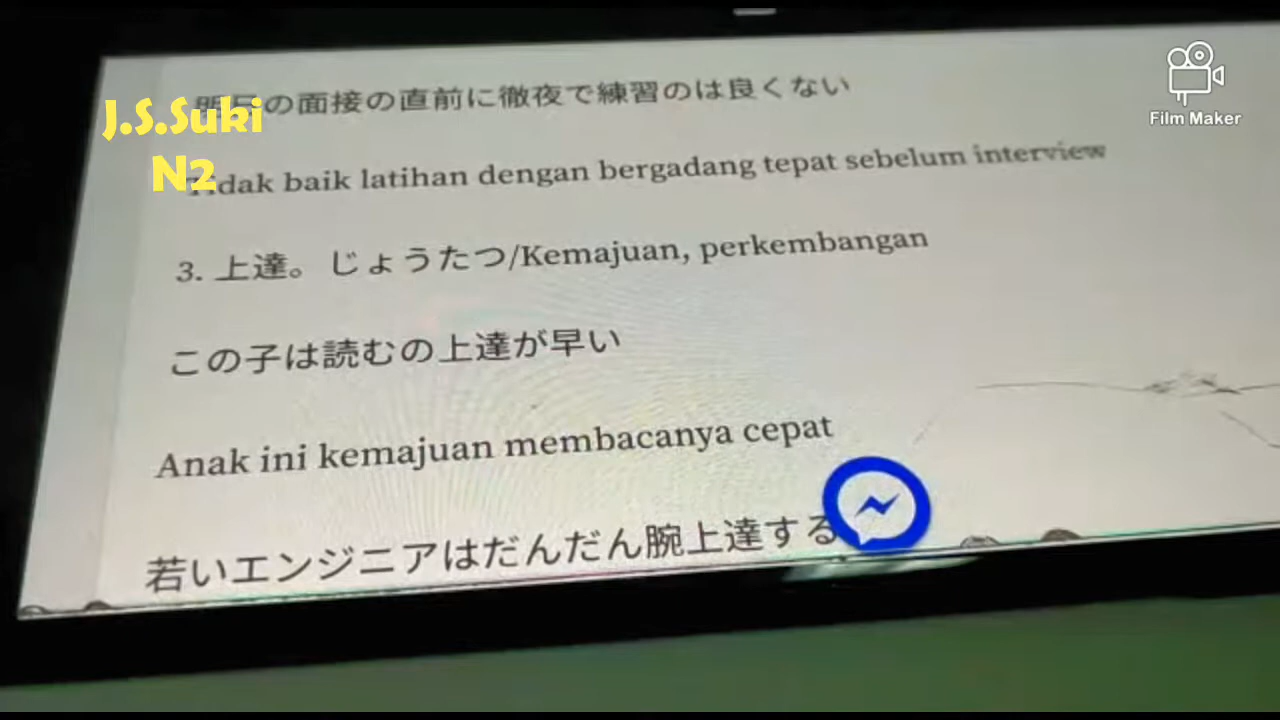 J.S.Suki
N2
Film Maker
明日の面接の直前に徹夜で練習のは良くない
Tidak baik latihan dengan bergadang tepat sebelum interview
3. 上達。じょうたつ/Kemajuan, perkembangan
この子は読むの上達が早い
Anak ini kemajuan membacanya cepat
若いエンジニアはだんだん腕上達する